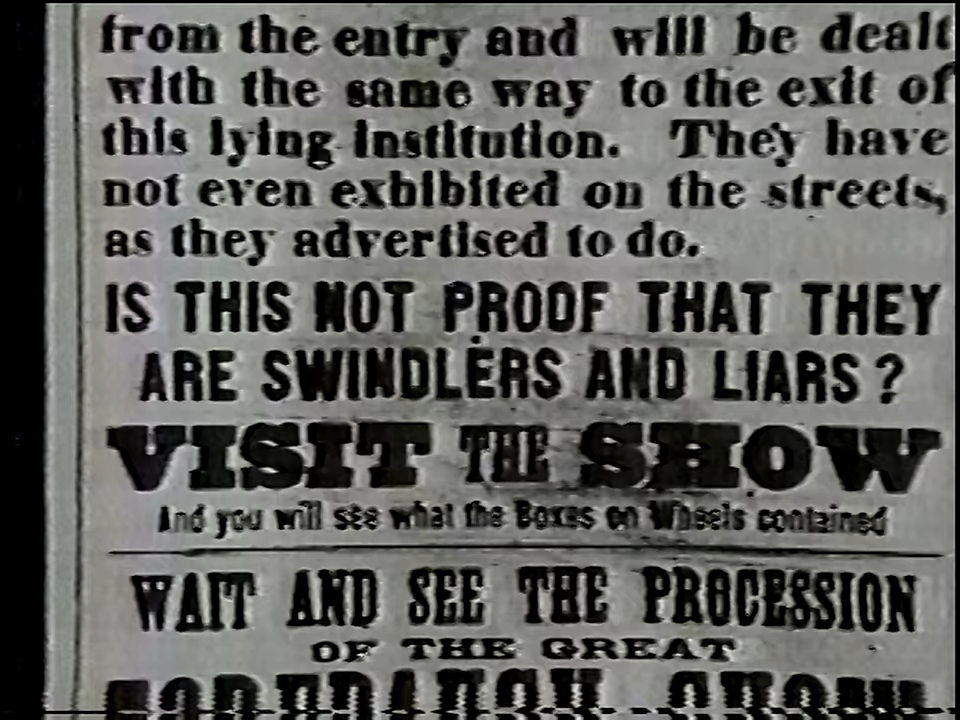 from the entry and will be dealt
with the same way to the exit of
this lying institution. They have
not even exhibited on the streets,
as they advertised to do.
IS THIS NOT PROOF THAT THEY
ARE SWINDLERS AND LIARS?
VISIT THE SHOW
And you will see what the Boxes on Wheels contained
WAIT AND SEE THE PROCESSION
OF THE GREAT
FOREPAUGH SHOW